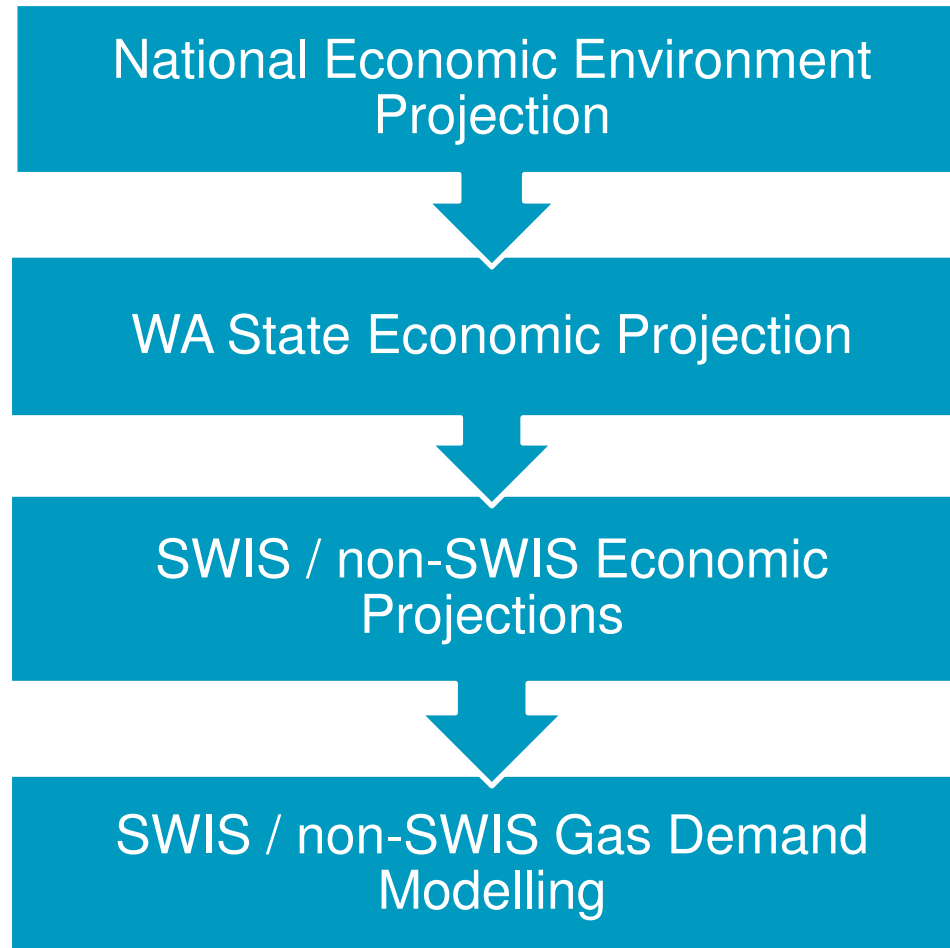 National Economic Environment
Projection
WA State Economic Projection
SWIS / non-SWIS Economic
Projections
SWIS / non-SWIS Gas Demand
Modelling